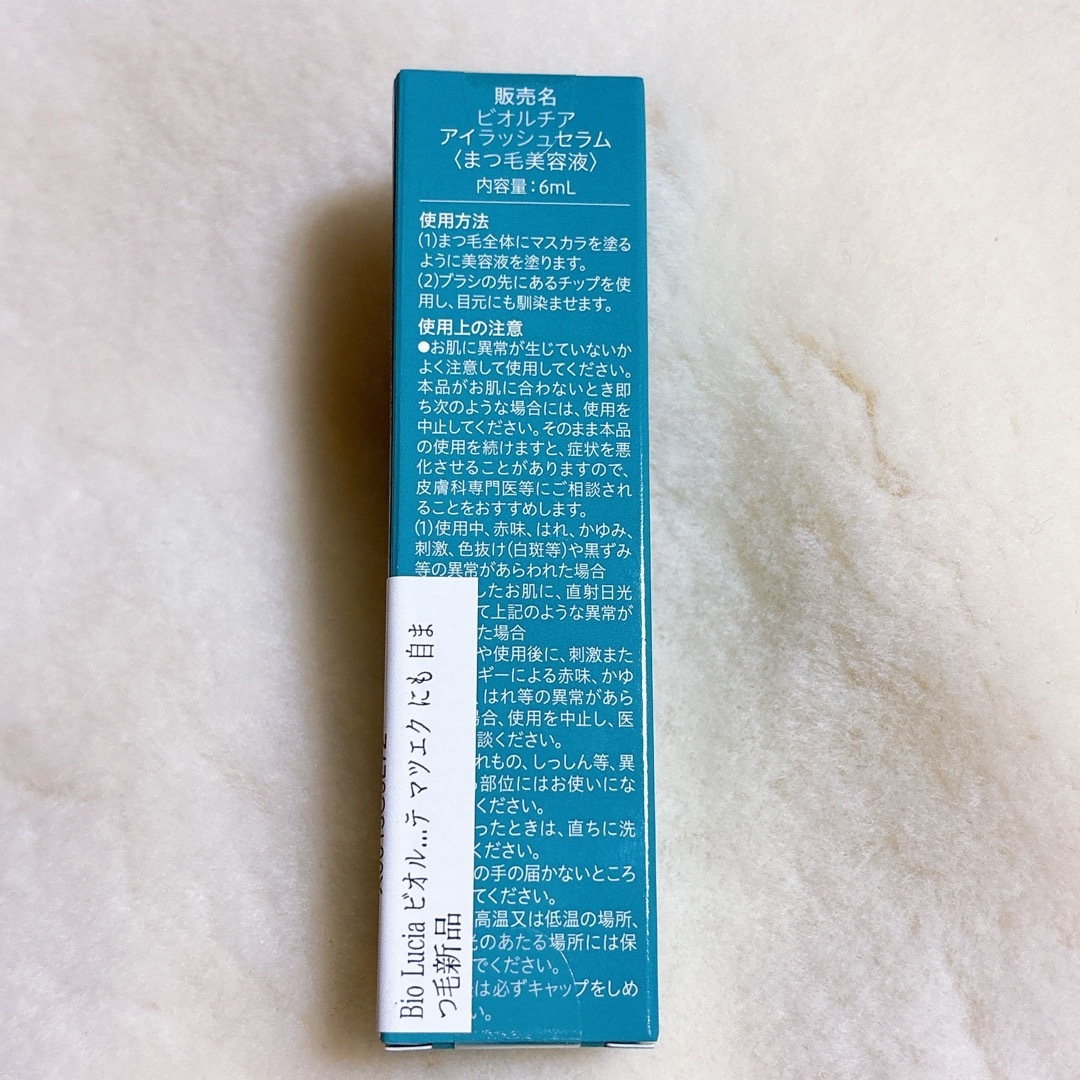 販売名
ビオルチア
アイラッシュセラム
〈まつ毛美容液〉
内容量：6mL
使用方法
(1)まつ毛全体にマスカラを塗る
ように美容液を塗ります。
(2)ブラシの先にあるチップを使
用し、目元にも馴染ませます。
使用上の注意
●お肌に異常が生じていないか
よく注意して使用してください。
本品がお肌に合わないとき即
ち次のような場合には、使用を
中止してください。そのまま本品
の使用を続けますと、症状を悪
化させることがありますので、
皮膚科専門医等にご相談され
ることをおすすめします。
(1)使用中、赤味、はれ、かゆみ、
刺激、色抜け(白斑等)や黒ずみ
等の異常があらわれた場合
したお肌に、直射日光
て上記のような異常が
た場合
や使用後に、刺激また
ギーによる赤味、かゆ
、はれ等の異常があら
場合、使用を中止し、医
談ください。
れもの、しっしん等、異
部位にはお使いにな
ください。
ったときは、直ちに洗
ください。
の手の届かないところ
てください。
高温又は低温の場所、
光のあたる場所には保
でください。
は必ずキャップをしめ
い。
Bio Lucia ビオル...テ マツエク にも 自ま
つ毛新品